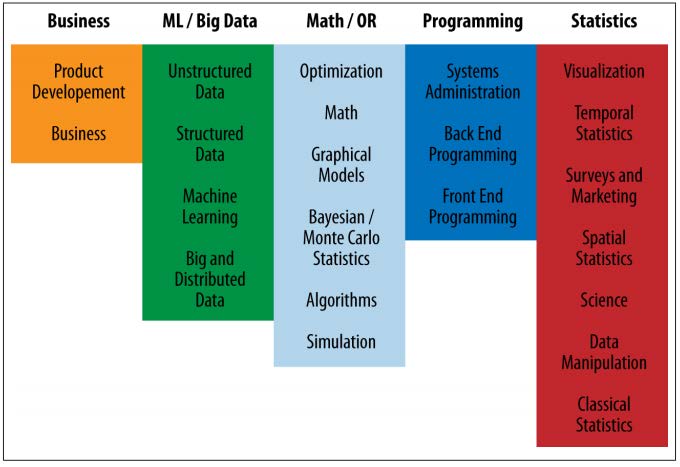 Business
Product
Developement
Business
ML / Big Data
Unstructured
Data
Structured
Data
Machine
Learning
Big and
Distributed
Data
Math / OR
Optimization
Math
Graphical
Models
Bayesian /
Monte Carlo
Statistics
Algorithms
Simulation
Programming
Systems
Administration
Back End
Programming
Front End
Programming
Statistics
Visualization
Temporal
Statistics
Surveys and
Marketing
Spatial
Statistics
Science
Data
Manipulation
Classical
Statistics